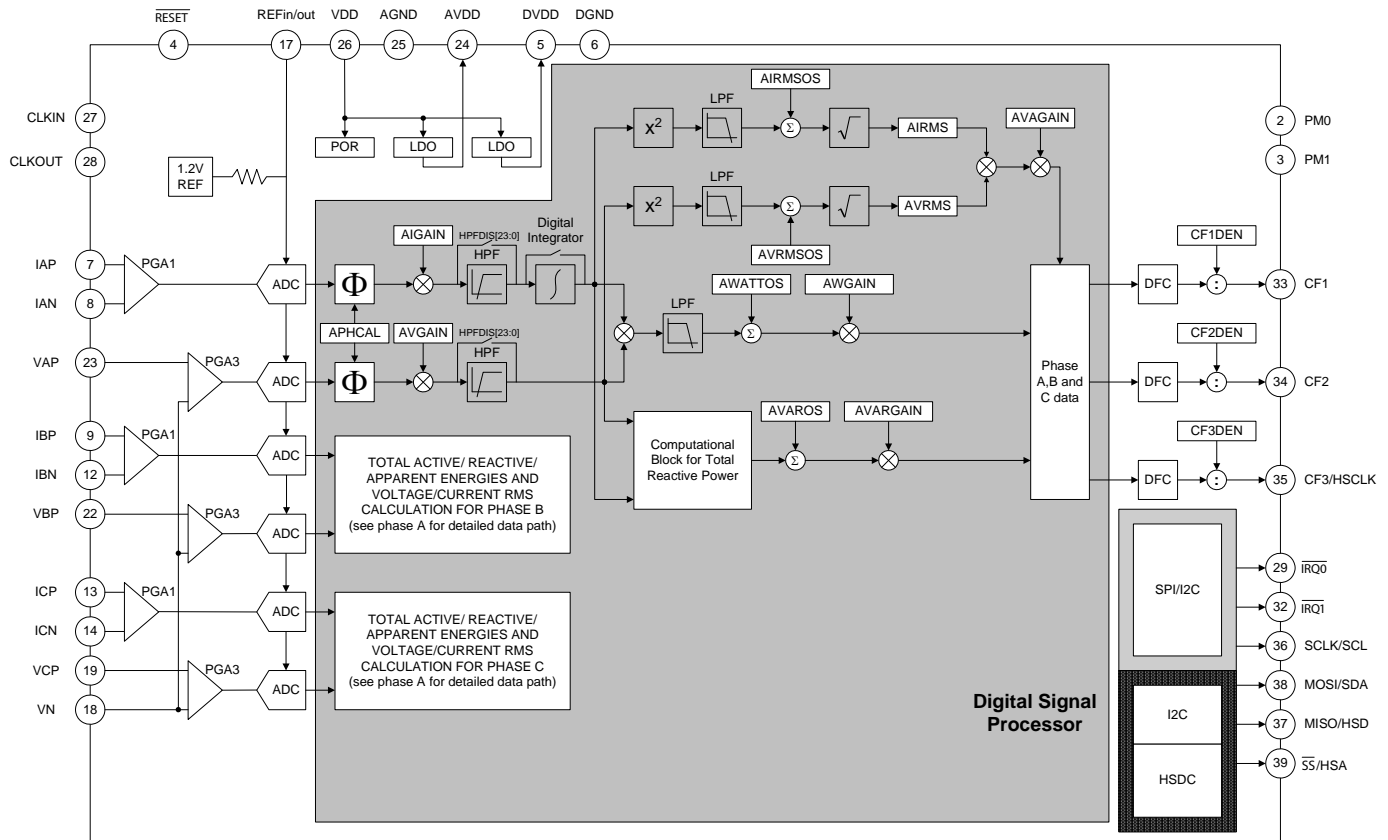 RESET
REFin/out
VDD
AGND
AVDD
DVDD
DGND
4
17
26
25
24
5
6
CLKIN
27
CLKOUT
28
1.2V
REF
POR
LDO
LDO
IAP
7
IAN
8
PGA1
ADC
VAP
23
PGA3
ADC
IBP
9
IBN
12
PGA1
ADC
VBP
22
PGA3
ADC
ICP
13
ICN
14
PGA1
ADC
VCP
19
VN
18
PGA3
ADC
Φ
APHCAL
Φ
AIGAIN
HPFDIS[23:0]
HPF
Digital
Integrator
∫
AVGAIN
HPFDIS[23:0]
HPF
X2
LPF
AIRMSOS
Σ
√
AIRMS
AVAGAIN
X2
LPF
Σ
AVRMSOS
√
AVRMS
LPF
AWATTOS
Σ
AWGAIN
Computational
Block for Total
Reactive Power
AVAROS
Σ
AVARGAIN
Phase
A,B and
C data
TOTAL ACTIVE/ REACTIVE/
APPARENT ENERGIES AND
VOLTAGE/CURRENT RMS
CALCULATION FOR PHASE B
(see phase A for detailed data path)
TOTAL ACTIVE/ REACTIVE/
APPARENT ENERGIES AND
VOLTAGE/CURRENT RMS
CALCULATION FOR PHASE C
(see phase A for detailed data path)
Digital Signal
Processor
2
PM0
3
PM1
DFC
CF1DEN
:
33
CF1
DFC
CF2DEN
:
34
CF2
DFC
CF3DEN
:
35
CF3/HSCLK
SPI/I2C
I2C
HSDC
29
IRQ0
32
IRQ1
36
SCLK/SCL
38
MOSI/SDA
37
MISO/HSD
39
SS/HSA